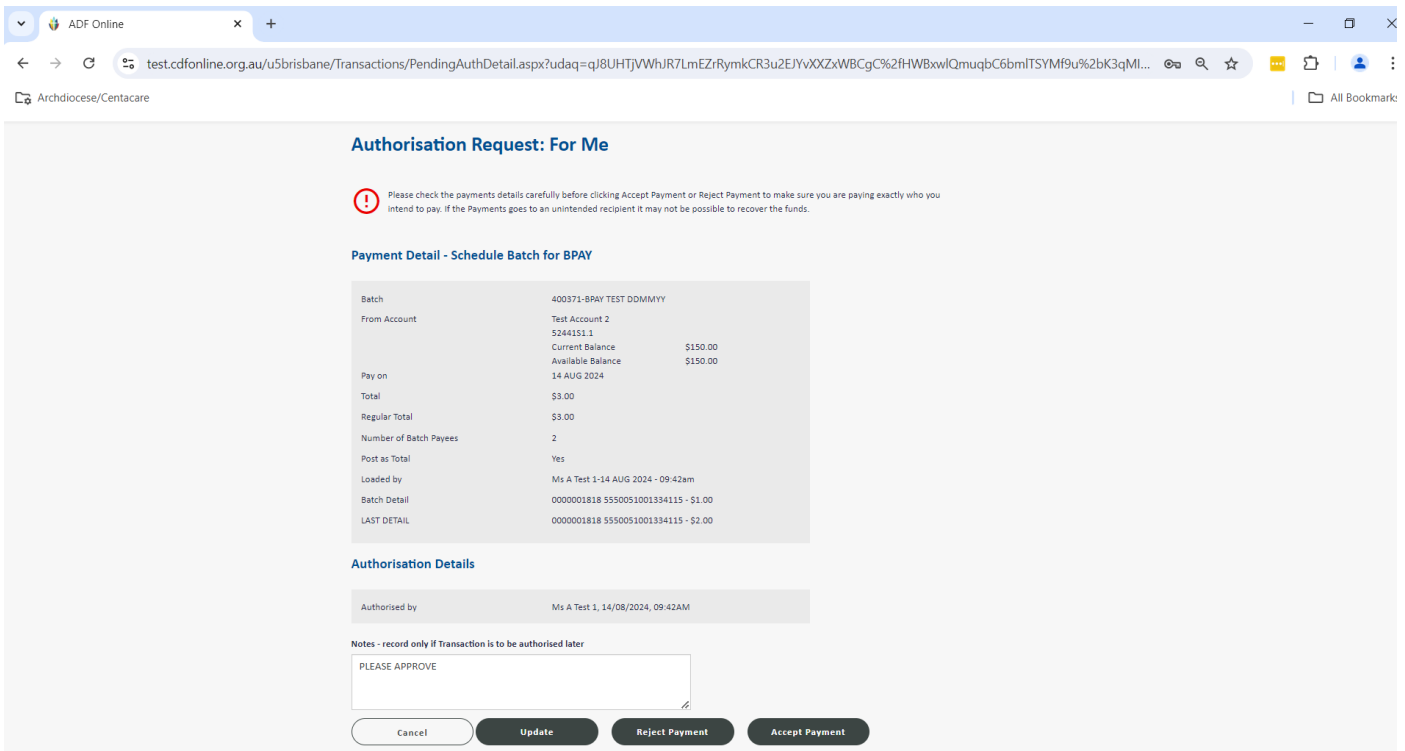 ADF Online
test.cdfonline.org.au/u5brisbane/Transactions/PendingAuthDetail.aspx?udaq=qJ8UHTjVWhJR7LmEZrRymkCR3u2EJYvXXZxWBCgC%2fHWBxwlQmuqbC6bmlTSYMf9u%2bK3qMI...
Archdiocese/Centacare
All Bookmarks
Authorisation Request: For Me
Please check the payments details carefully before clicking Accept Payment or Reject Payment to make sure you are paying exactly who you
intend to pay. If the Payments goes to an unintended recipient it may not be possible to recover the funds.
Payment Detail - Schedule Batch for BPAY
Batch 400371-BPAY TEST DDMMYY
From Account Test Account 2
52441S1.1
Current Balance $150.00
Available Balance $150.00
Pay on 14 AUG 2024
Total $3.00
Regular Total $3.00
Number of Batch Payees 2
Post as Total Yes
Loaded by Ms A Test 1-14 AUG 2024 - 09:42am
Batch Detail 0000001818 5550051001334115 - $1.00
LAST DETAIL 0000001818 5550051001334115 - $2.00
Authorisation Details
Authorised by Ms A Test 1, 14/08/2024, 09:42AM
Notes - record only if Transaction is to be authorised later
PLEASE APPROVE
Cancel Update Reject Payment Accept Payment